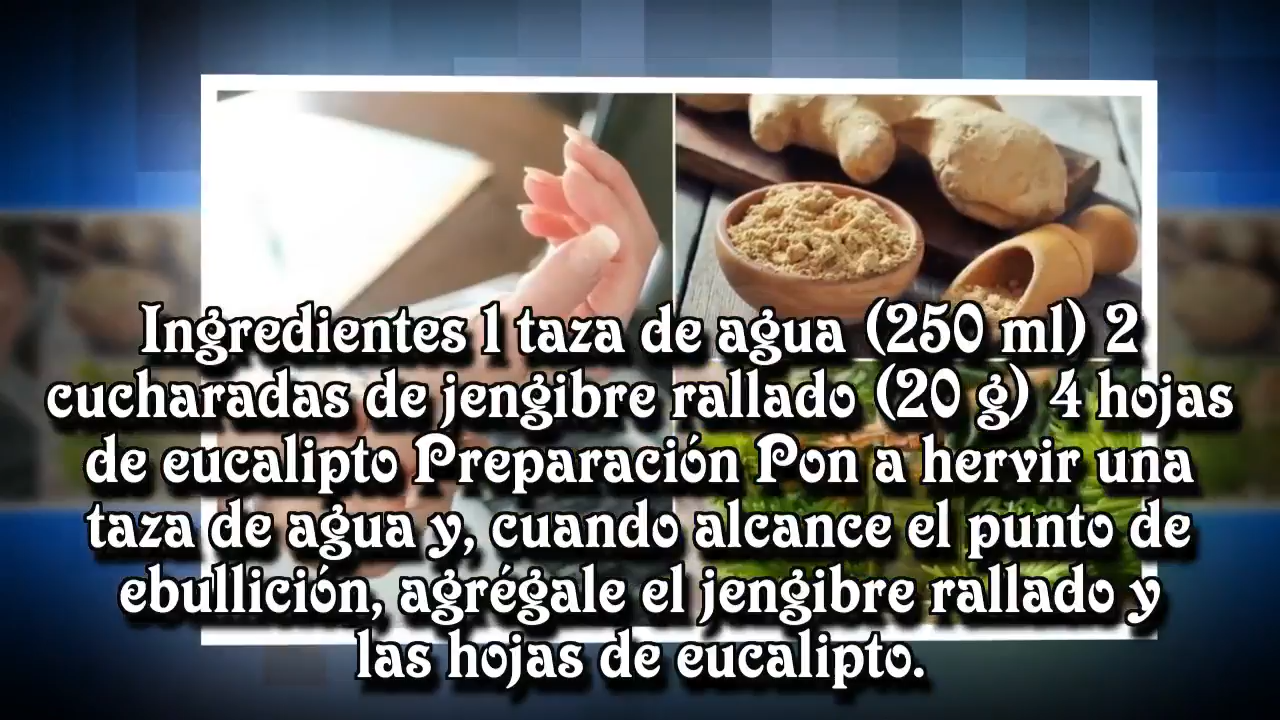 Ingredientes 1 taza de agua (250 ml) 2
cucharadas de jengibre rallado (20 g) 4 hojas
de eucalipto Preparación Pon a hervir una
taza de agua y, cuando alcance el punto de
ebullición, agrégale el jengibre rallado y
las hojas de eucalipto.